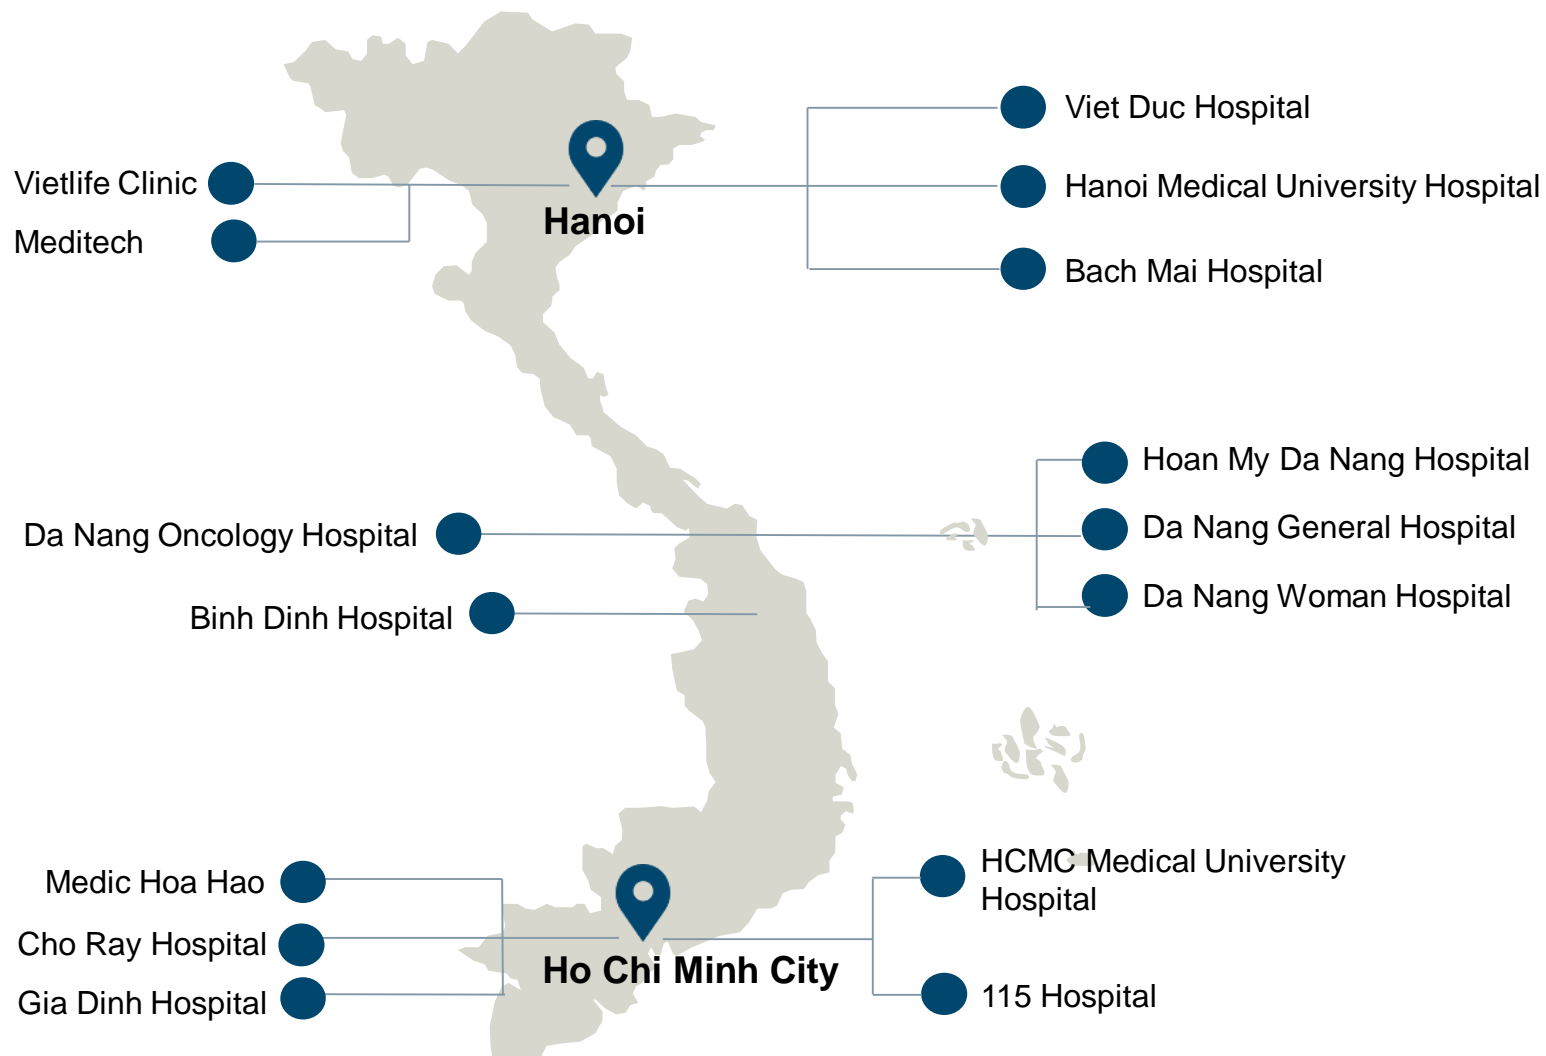 Viet Duc Hospital
Vietlife Clinic
Hanoi Medical University Hospital
Hanoi
Meditech
Bach Mai Hospital
Hoan My Da Nang Hospital
Da Nang Oncology Hospital
Da Nang General Hospital
Da Nang Woman Hospital
Binh Dinh Hospital
HCMC Medical University
Hospital
Medic Hoa Hao
Cho Ray Hospital
Ho Chi Minh City
Gia Dinh Hospital
115 Hospital